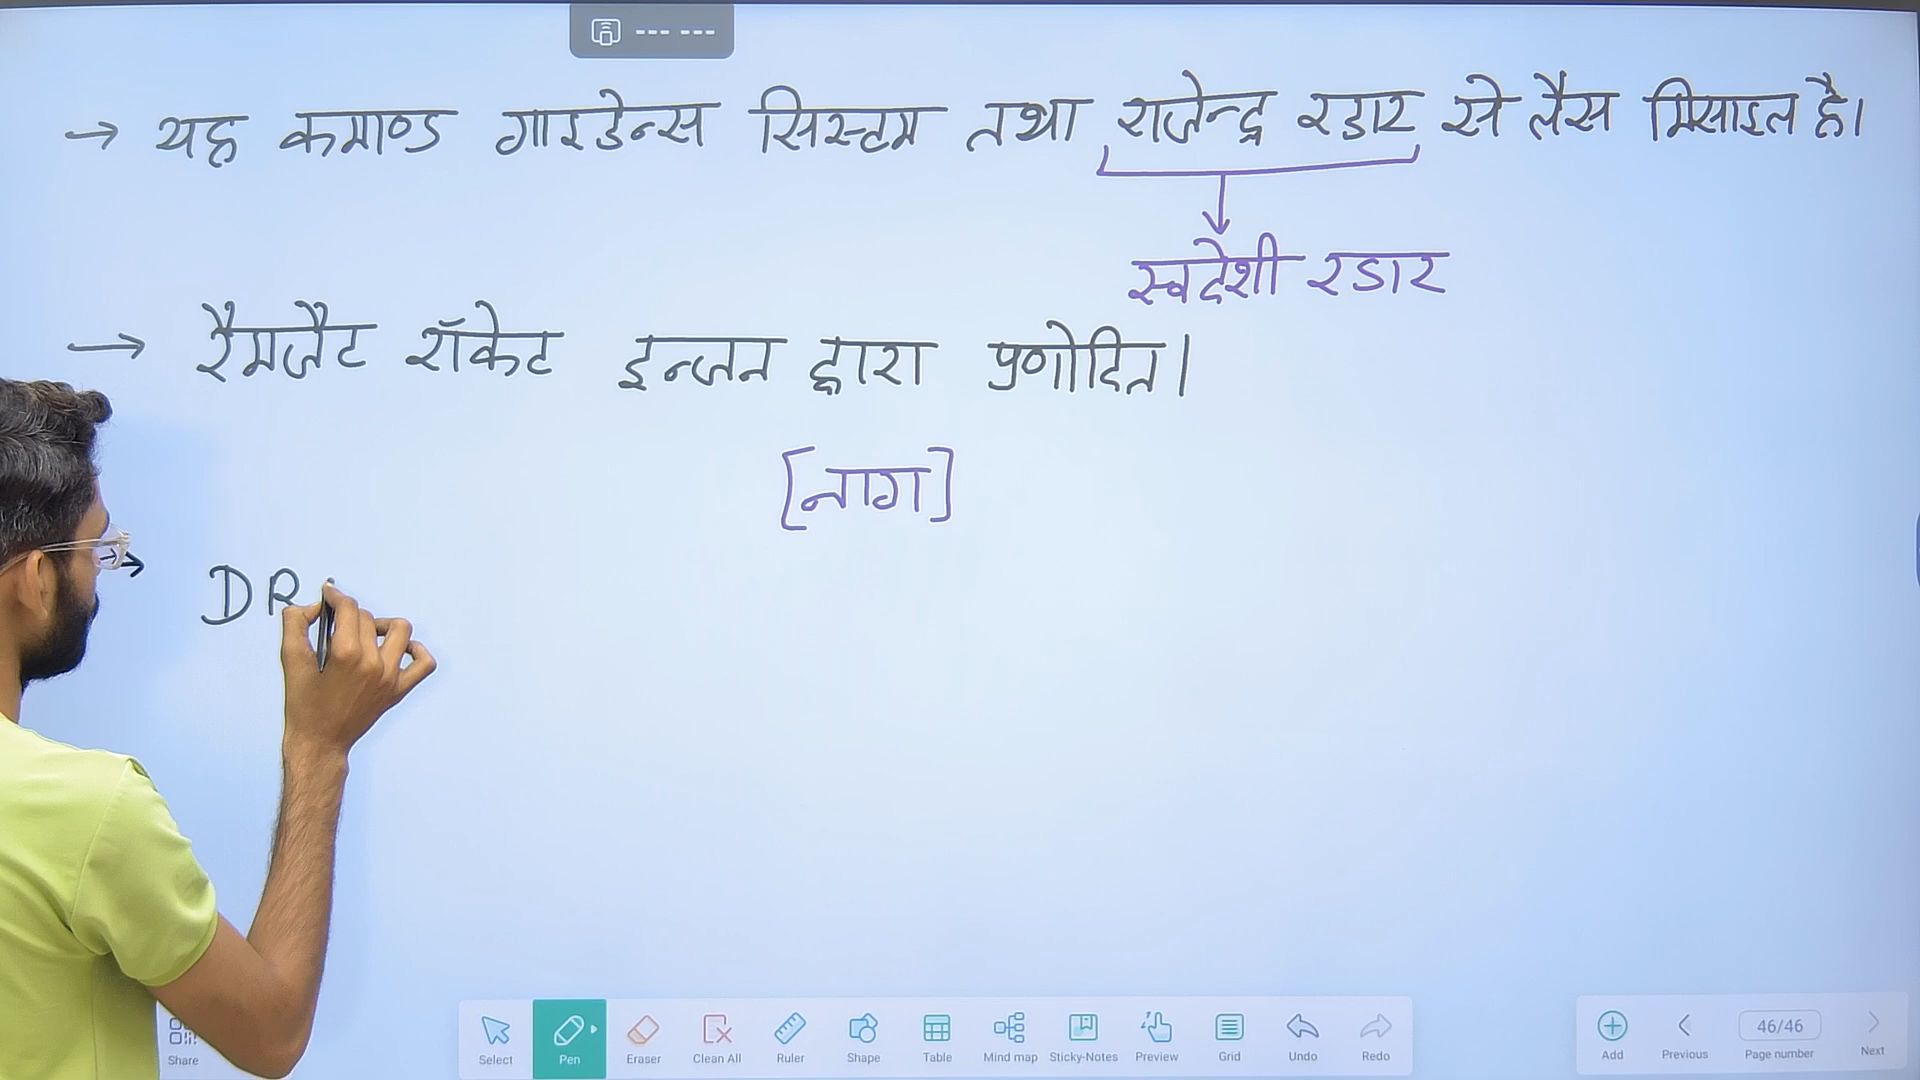 --- ---
→ यह कमाण्ड गाइडेन्स सिस्टम तथा राजेन्द्र रडार से लैस मिसाइल है।
स्वदेशी रडार
→ रैमजैट रॉकेट इन्जन द्वारा प्रणोदित।
[नाग]
→ DR
Share
Select Pen Eraser Clean All Ruler Shape Table Mind map Sticky-Notes Preview Grid Undo Redo
46/46
Add Previous Page number Next